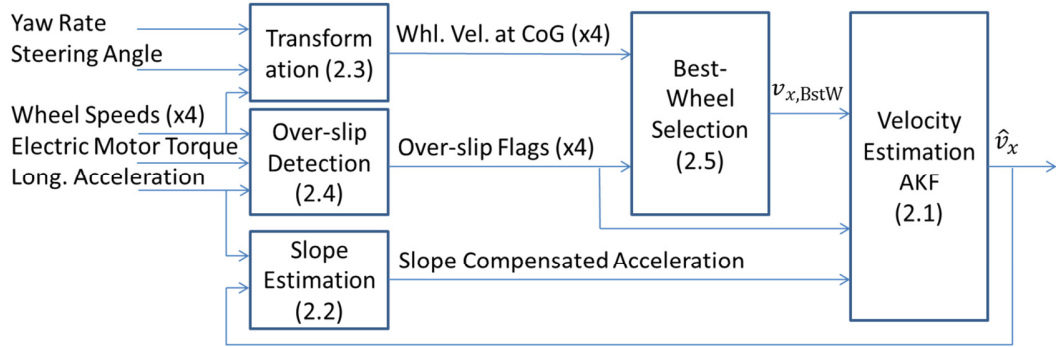 Yaw Rate
Steering Angle
Wheel Speeds (x4)
Electric Motor Torque
Long. Acceleration
Transform
ation (2.3)
Over-slip
Detection
(2.4)
Slope
Estimation
(2.2)
Whl. Vel. at CoG (x4)
Over-slip Flags (x4)
Slope Compensated Acceleration
Best-
Wheel
Selection
(2.5)
v_{x,BstW}
Velocity
Estimation
AKF
(2.1)
v̂_x